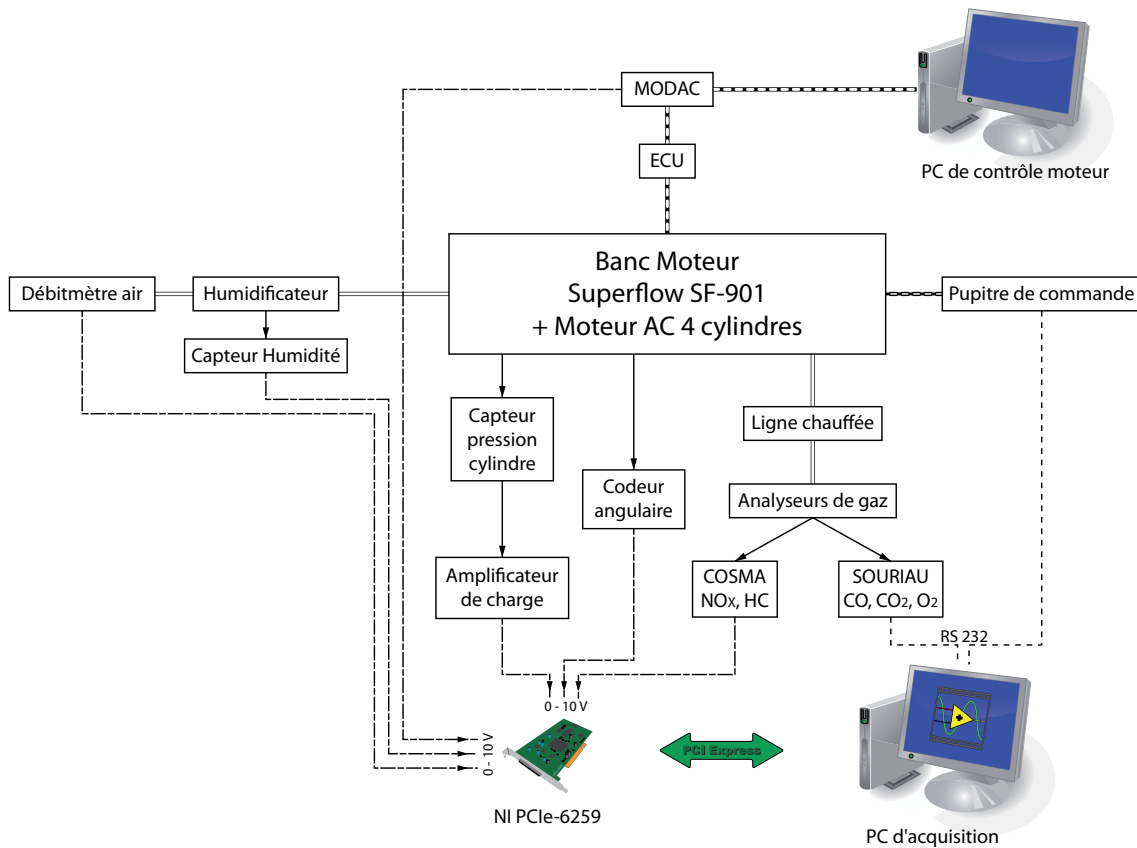 MODAC
PC de contrôle moteur
ECU
Banc Moteur
Superflow SF-901
+ Moteur AC 4 cylindres
Débitmètre air
Humidificateur
Pupitre de commande
Capteur Humidité
Capteur
pression
cylindre
Ligne chauffée
Codeur
angulaire
Analyseurs de gaz
Amplificateur
de charge
COSMA
NOx, HC
SOURIAU
CO, CO2, O2
RS 232
0 - 10 V
0 - 10 V
PCI Express
NI PCIe-6259
PC d'acquisition